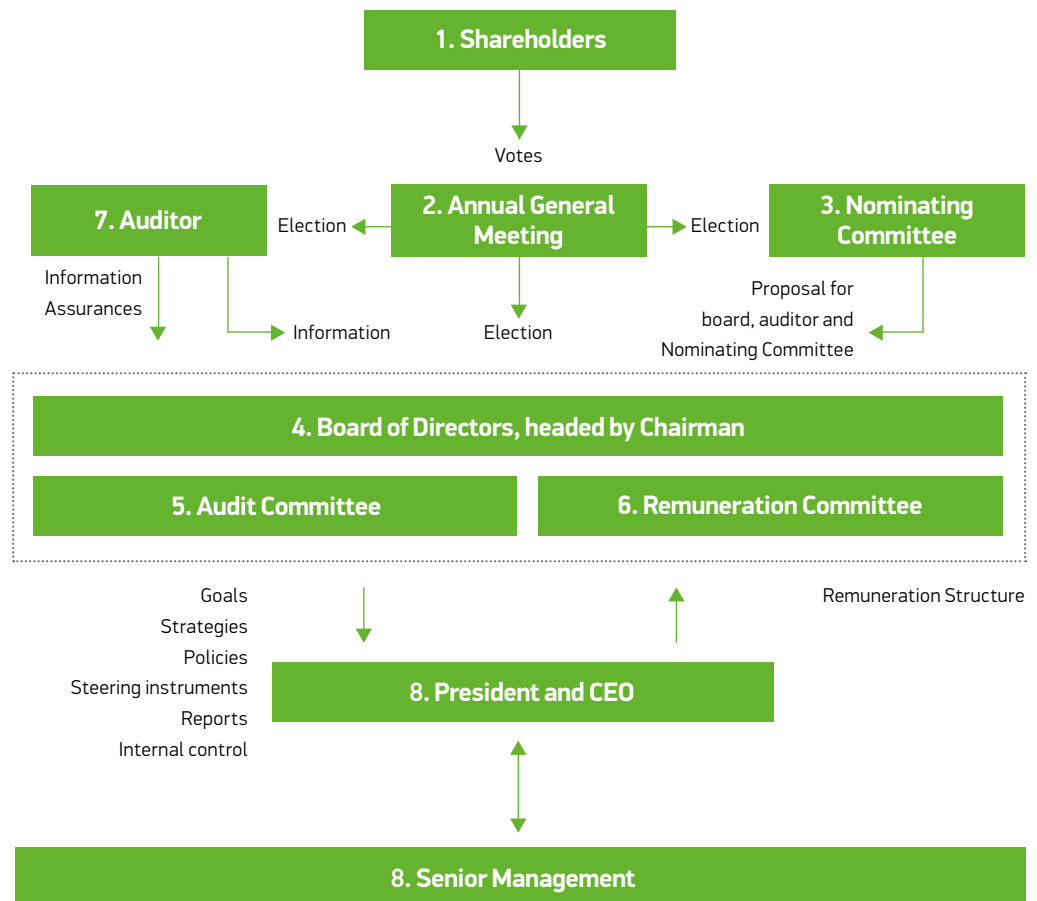 1. Shareholders
Votes
7. Auditor
Election
2. Annual General
Meeting
Election
3. Nominating
Committee
Information
Assurances
Information
Election
Proposal for
board, auditor and
Nominating Committee
4. Board of Directors, headed by Chairman
5. Audit Committee
6. Remuneration Committee
Goals
Strategies
Policies
Steering instruments
Reports
Internal control
Remuneration Structure
8. President and CEO
8. Senior Management